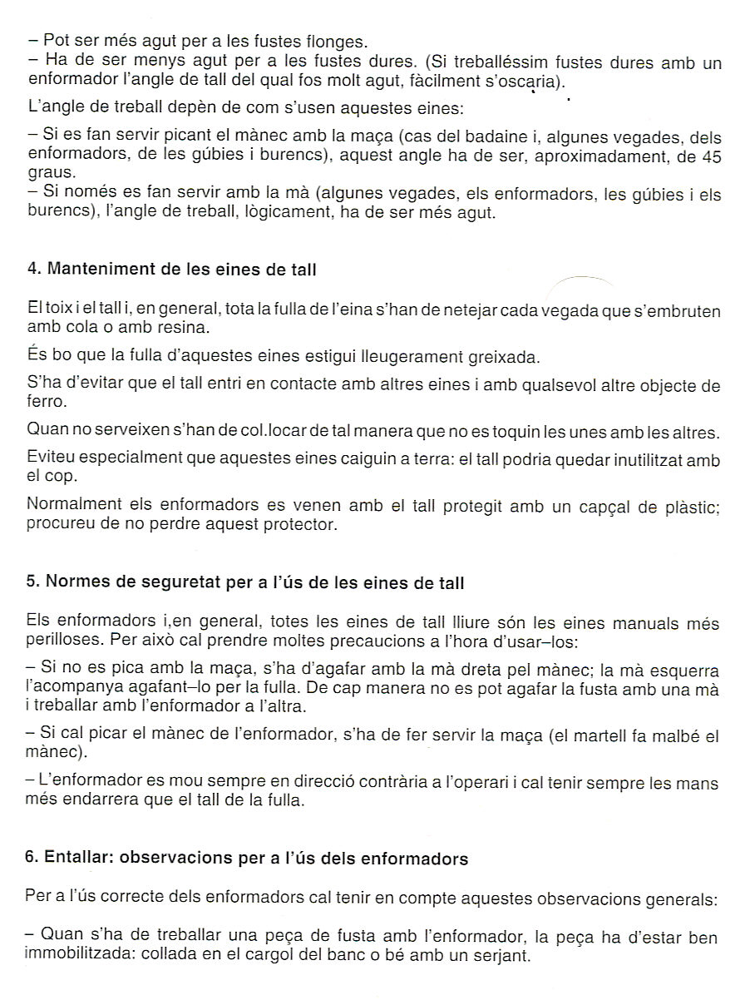 – Pot ser més agut per a les fustes flonges.
– Ha de ser menys agut per a les fustes dures. (Si treballéssim fustes dures amb un
enformador l'angle de tall del qual fos molt agut, fàcilment s'oscaria).
L'angle de treball depèn de com s'usen aquestes eines:
– Si es fan servir picant el mànec amb la maça (cas del badaine i, algunes vegades, dels
enformadors, de les gúbies i burencs), aquest angle ha de ser, aproximadament, de 45
graus.
– Si només es fan servir amb la mà (algunes vegades, els enformadors, les gúbies i els
burencs), l'angle de treball, lògicament, ha de ser més agut.
4. Manteniment de les eines de tall
El toix i el tall i, en general, tota la fulla de l'eina s'han de netejar cada vegada que s'embruten
amb cola o amb resina.
És bo que la fulla d'aquestes eines estigui lleugerament greixada.
S'ha d'evitar que el tall entri en contacte amb altres eines i amb qualsevol altre objecte de
ferro.
Quan no serveixen s'han de col.locar de tal manera que no es toquin les unes amb les altres.
Eviteu especialment que aquestes eines caiguin a terra: el tall podria quedar inutilitzat amb
el cop.
Normalment els enformadors es venen amb el tall protegit amb un capçal de plàstic;
procureu de no perdre aquest protector.
5. Normes de seguretat per a l'ús de les eines de tall
Els enformadors i,en general, totes les eines de tall lliure són les eines manuals més
perilloses. Per això cal prendre moltes precaucions a l'hora d'usar–los:
– Si no es pica amb la maça, s'ha d'agafar amb la mà dreta pel mànec; la mà esquerra
l'acompanya agafant–lo per la fulla. De cap manera no es pot agafar la fusta amb una mà
i treballar amb l'enformador a l'altra.
– Si cal picar el mànec de l'enformador, s'ha de fer servir la maça (el martell fa malbé el
mànec).
– L'enformador es mou sempre en direcció contrària a l'operari i cal tenir sempre les mans
més endarrera que el tall de la fulla.
6. Entallar: observacions per a l'ús dels enformadors
Per a l'ús correcte dels enformadors cal tenir en compte aquestes observacions generals:
– Quan s'ha de treballar una peça de fusta amb l'enformador, la peça ha d'estar ben
immobilitzada: collada en el cargol del banc o bé amb un serjant.